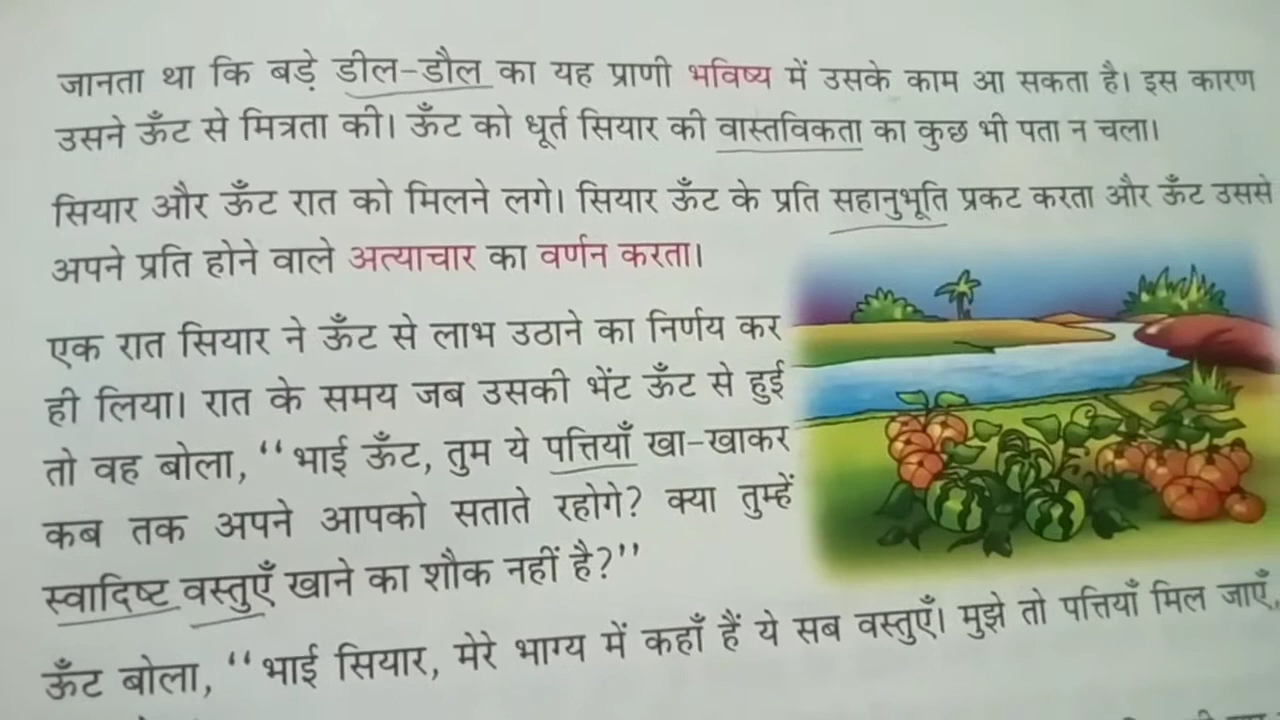 जानता था कि बड़े डील-डौल का यह प्राणी भविष्य में उसके काम आ सकता है। इस कारण
उसने ऊँट से मित्रता की। ऊँट को धूर्त सियार की वास्तविकता का कुछ भी पता न चला।
सियार और ऊँट रात को मिलने लगे। सियार ऊँट के प्रति सहानुभूति प्रकट करता और ऊँट उससे
अपने प्रति होने वाले अत्याचार का वर्णन करता।
एक रात सियार ने ऊँट से लाभ उठाने का निर्णय कर
ही लिया। रात के समय जब उसकी भेंट ऊँट से हुई
तो वह बोला, ‘‘भाई ऊँट, तुम ये पत्तियाँ खा-खाकर
कब तक अपने आपको सताते रहोगे? क्या तुम्हें
स्वादिष्ट वस्तुएँ खाने का शौक नहीं है?’’
ऊँट बोला, ‘‘भाई सियार, मेरे भाग्य में कहाँ हैं ये सब वस्तुएँ। मुझे तो पत्तियाँ मिल जाएँ,